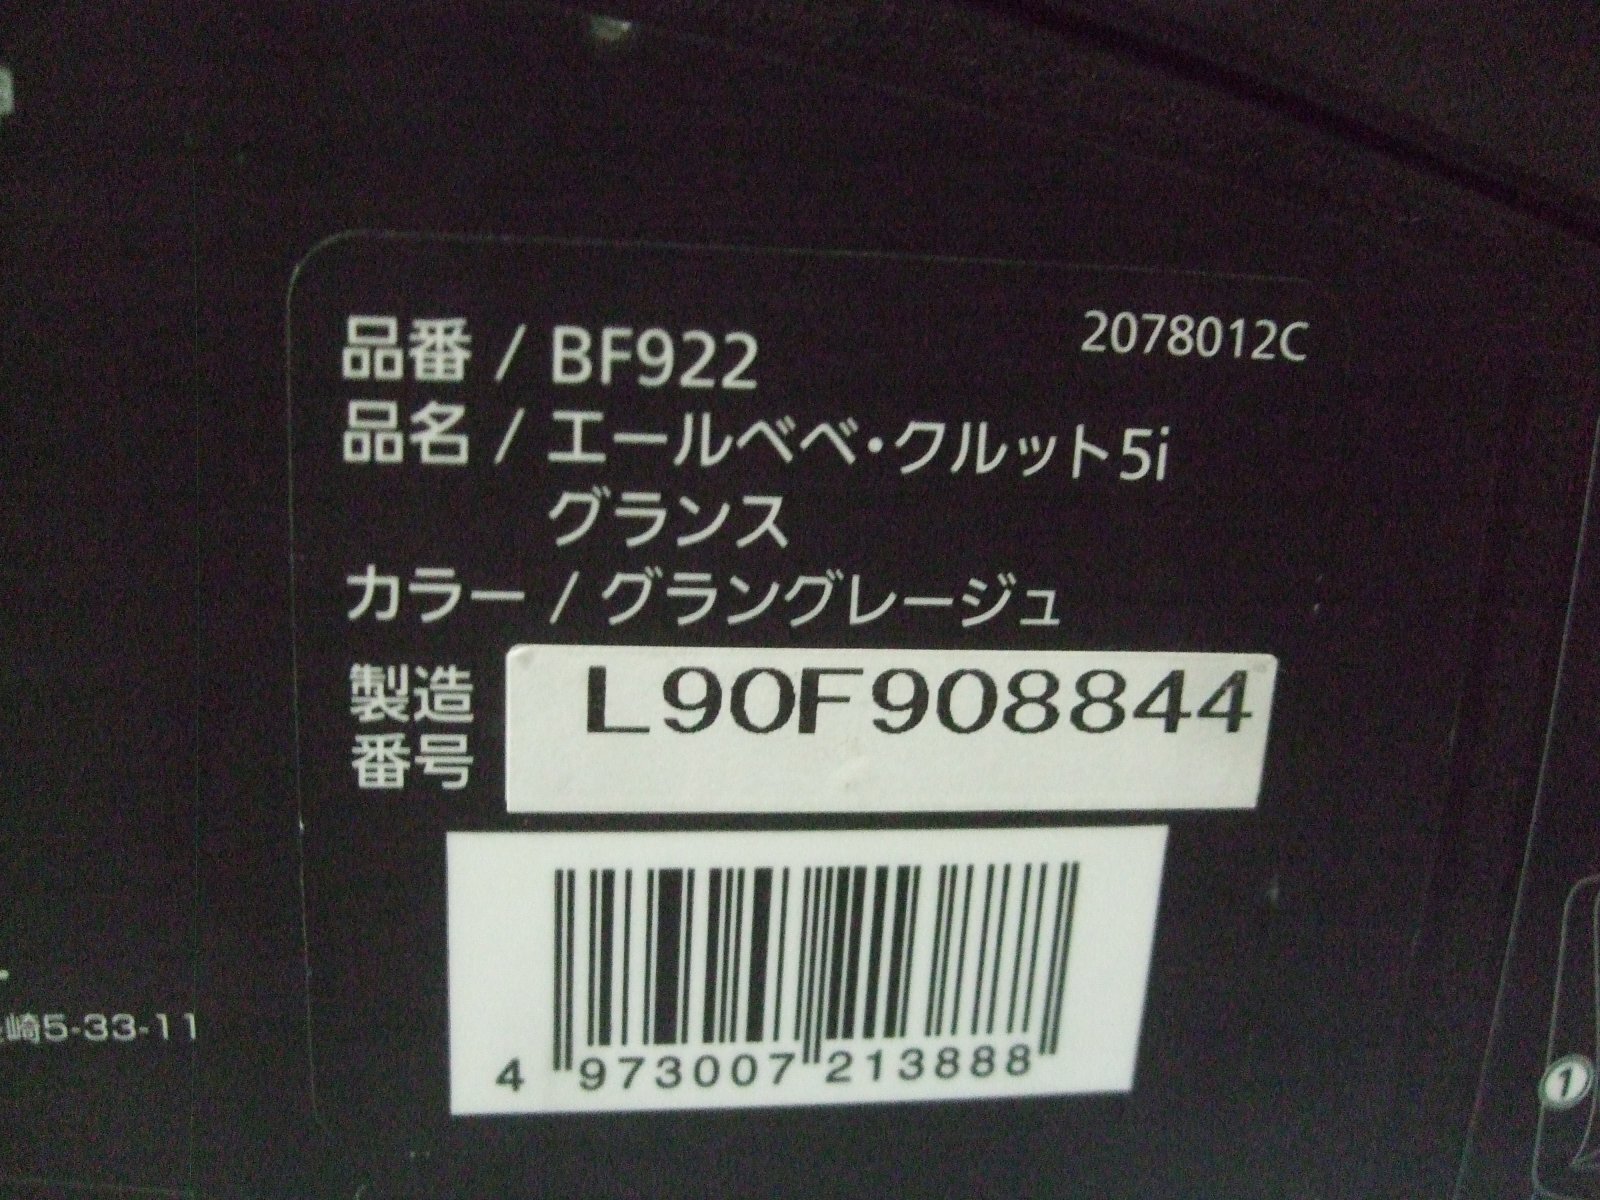 2078012C
品番 / BF922
品名 / エールベベ・クルット5i
グランス
カラー / グラングレージュ
製造
番号
L90F908844
4 973007 213888
崎5-33-11
1